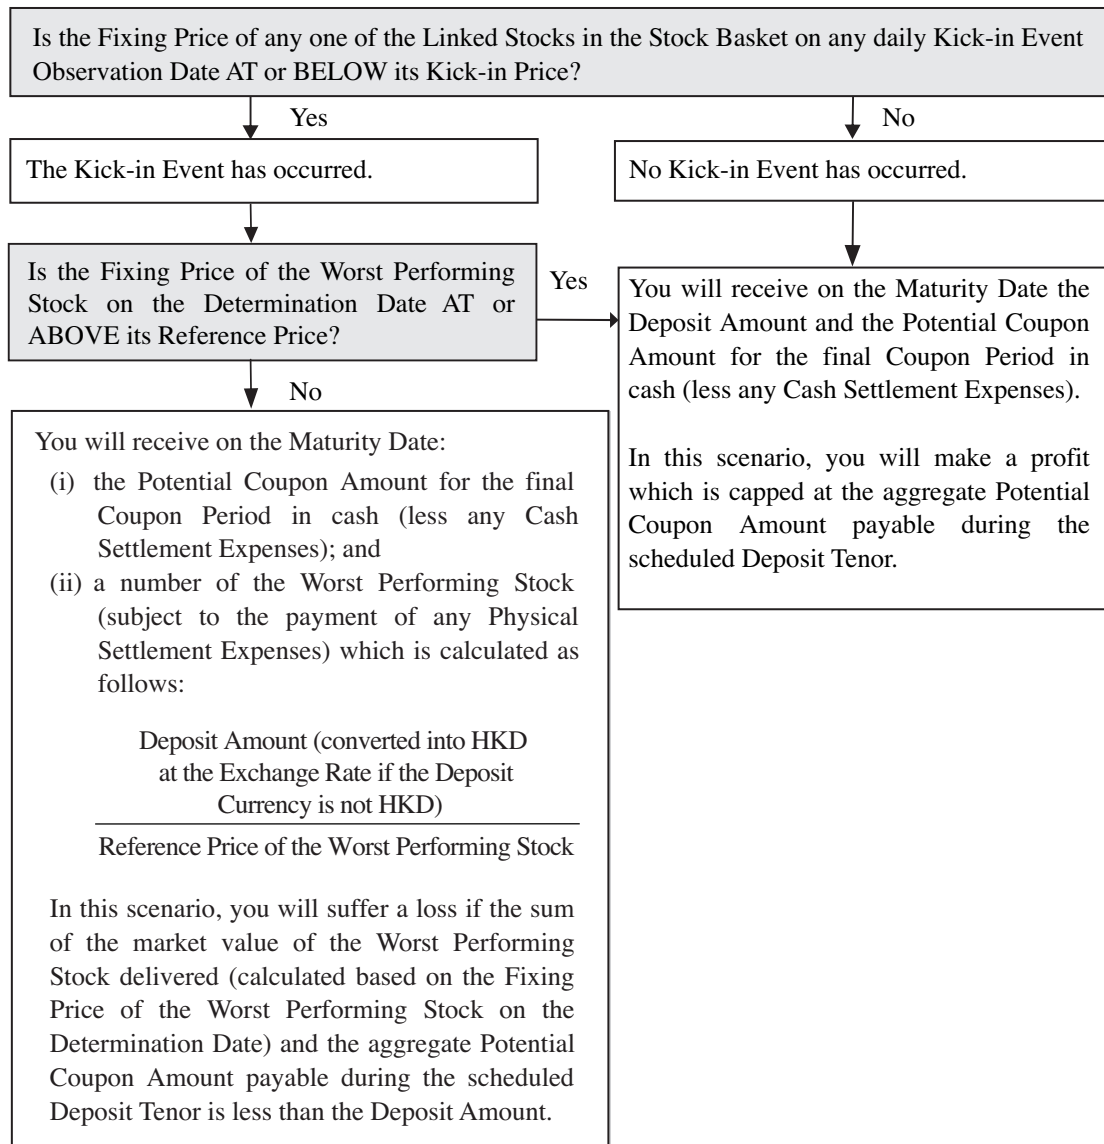 Is the Fixing Price of any one of the Linked Stocks in the Stock Basket on any daily Kick-in Event
Observation Date AT or BELOW its Kick-in Price?
Yes
No
The Kick-in Event has occurred.
No Kick-in Event has occurred.
Is the Fixing Price of the Worst Performing
Stock on the Determination Date AT or
ABOVE its Reference Price?
Yes
You will receive on the Maturity Date the
Deposit Amount and the Potential Coupon
Amount for the final Coupon Period in
cash (less any Cash Settlement Expenses).
In this scenario, you will make a profit
which is capped at the aggregate Potential
Coupon Amount payable during the
scheduled Deposit Tenor.
No
You will receive on the Maturity Date:
(i) the Potential Coupon Amount for the final
Coupon Period in cash (less any Cash
Settlement Expenses); and
(ii) a number of the Worst Performing Stock
(subject to the payment of any Physical
Settlement Expenses) which is calculated as
follows:
Deposit Amount (converted into HKD
at the Exchange Rate if the Deposit
Currency is not HKD)
Reference Price of the Worst Performing Stock
In this scenario, you will suffer a loss if the sum
of the market value of the Worst Performing
Stock delivered (calculated based on the Fixing
Price of the Worst Performing Stock on the
Determination Date) and the aggregate Potential
Coupon Amount payable during the scheduled
Deposit Tenor is less than the Deposit Amount.